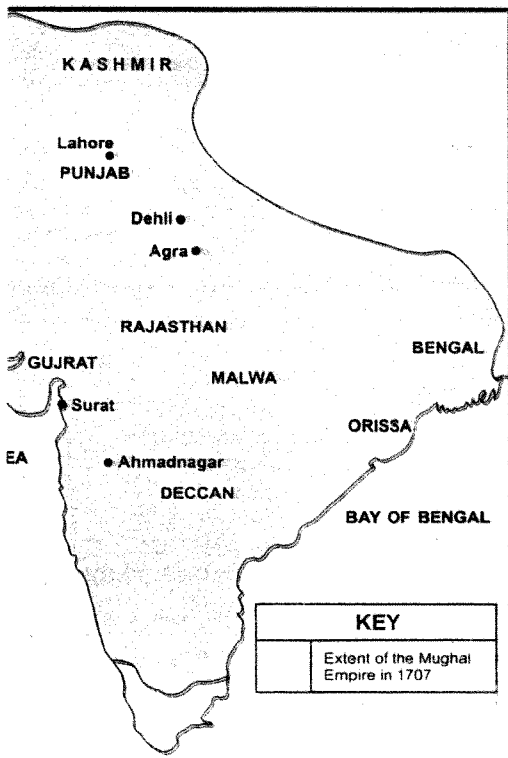 KASHMIR
Lahore
PUNJAB
Dehli
Agra
RAJASTHAN
BENGAL
GUJRAT
MALWA
Surat
ORISSA
EA
Ahmadnagar
DECCAN
BAY OF BENGAL
KEY
Extent of the Mughal
Empire in 1707